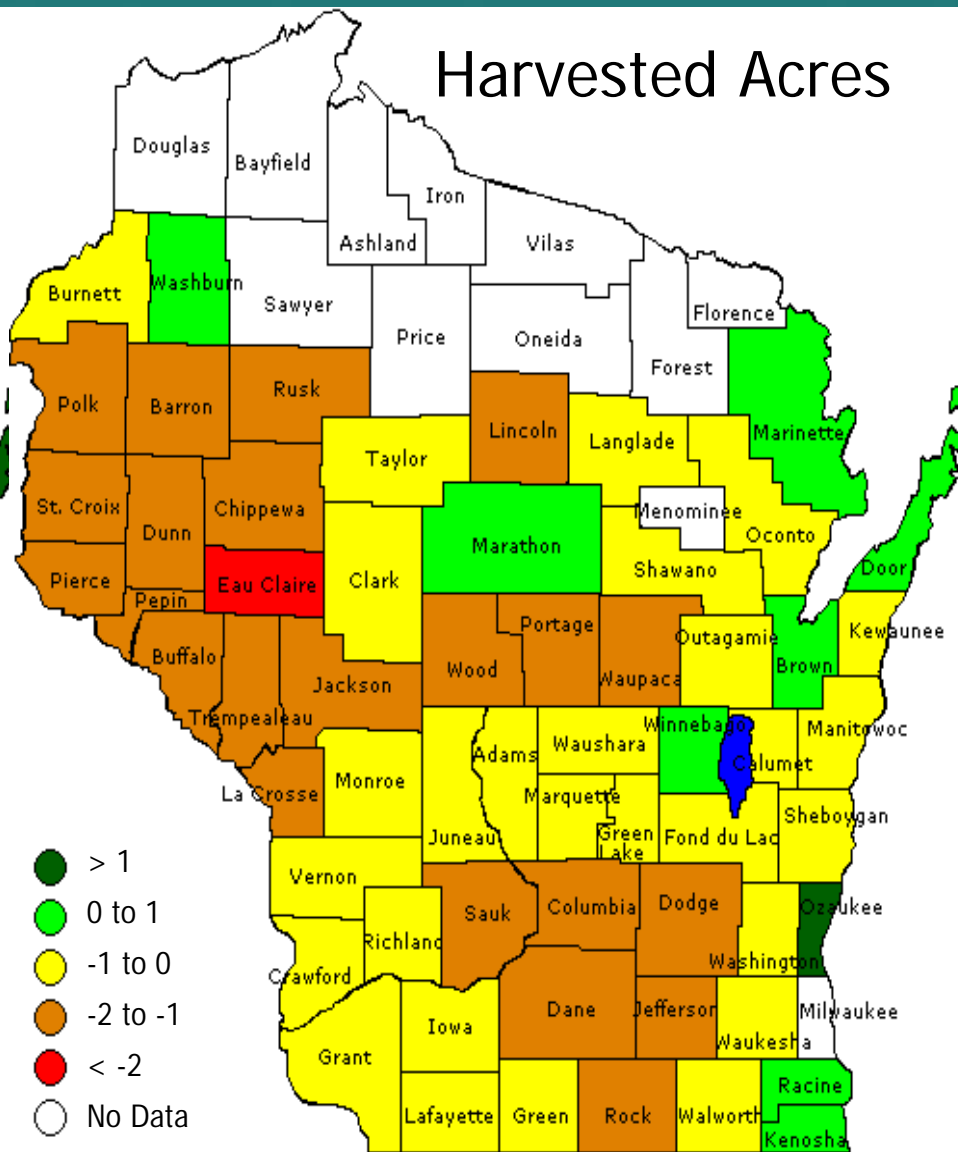 Harvested Acres
Douglas
Bayfield
Iron
Ashland
Vilas
Washburn
Burnett
Sawyer
Florence
Price
Oneida
Forest
Rusk
Polk
Barron
Lincoln
Marinette
Langlade
Taylor
St. Croix
Chippewa
Menominee
Dunn
Oconto
Marathon
Door
Shawano
Pierce
Eau Claire
Clark
Pepin
Portage
Kewaunee
Outagamie
Buffalo
Brown
Wood
Waupaca
Jackson
Trempealeau
Winnebago
Manitowoc
Waushara
Adams
Calumet
Monroe
La Crosse
Marquette
Sheboygan
Juneau
Green
Lake
Fond du Lac
> 1
Vernon
Dodge
Columbia
Ozaukee
0 to 1
Sauk
Richland
-1 to 0
Washington
Crawford
Dane
Jefferson
Milwaukee
-2 to -1
Iowa
Waukesha
Grant
< -2
Racine
No Data
Lafayette
Green
Rock
Walworth
Kenosha